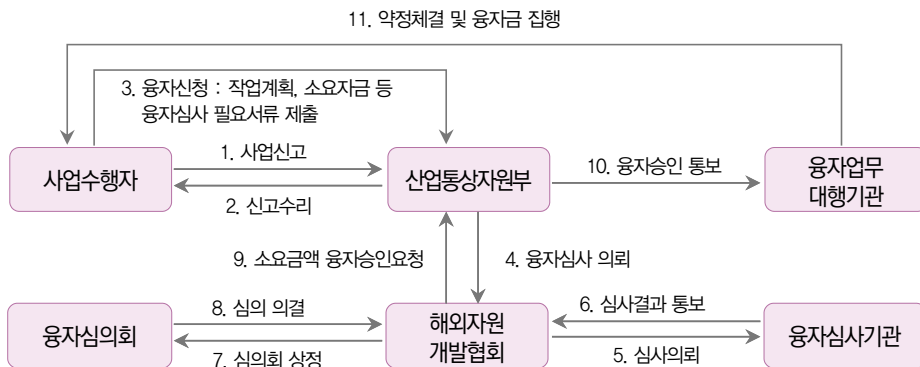 11. 약정체결 및 융자금 집행
3. 융자신청 : 작업계획, 소요자금 등
융자심사 필요서류 제출
1. 사업신고
사업수행자
산업통상자원부
10. 융자승인 통보
융자업무
대행기관
2. 신고수리
9. 소요금액 융자승인요청
4. 융자심사 의뢰
8. 심의 의결
6. 심사결과 통보
융자심의회
해외자원
개발협회
융자심사기관
7. 심의회 상정
5. 심사의뢰